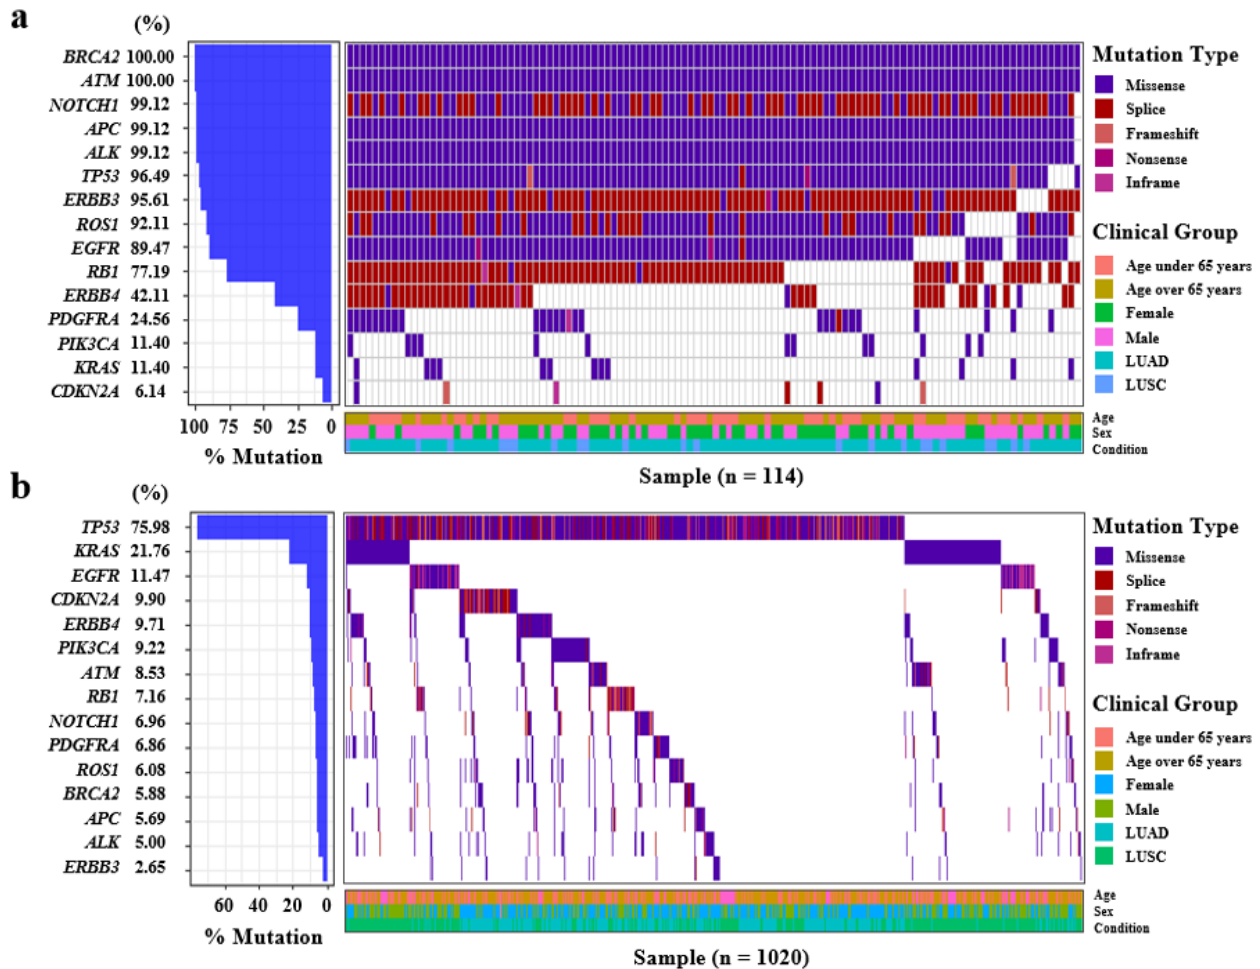 a
(%)
BRCA2 100.00
ATM 100.00
NOTCH1 99.12
APC 99.12
ALK 99.12
TP53 96.49
ERBB3 95.61
ROS1 92.11
EGFR 89.47
RB1 77.19
ERBB4 42.11
PDGFRA 24.56
PIK3CA 11.40
KRAS 11.40
CDKN2A 6.14
100 75 50 25 0
% Mutation
Age
Sex
Condition
Sample (n = 114)
Mutation Type
Missense
Splice
Frameshift
Nonsense
Inframe
Clinical Group
Age under 65 years
Age over 65 years
Female
Male
LUAD
LUSC
b
(%)
TP53 75.98
KRAS 21.76
EGFR 11.47
CDKN2A 9.90
ERBB4 9.71
PIK3CA 9.22
ATM 8.53
RB1 7.16
NOTCH1 6.96
PDGFRA 6.86
ROS1 6.08
BRCA2 5.88
APC 5.69
ALK 5.00
ERBB3 2.65
60 40 20 0
% Mutation
Age
Sex
Condition
Sample (n = 1020)
Mutation Type
Missense
Splice
Frameshift
Nonsense
Inframe
Clinical Group
Age under 65 years
Age over 65 years
Female
Male
LUAD
LUSC